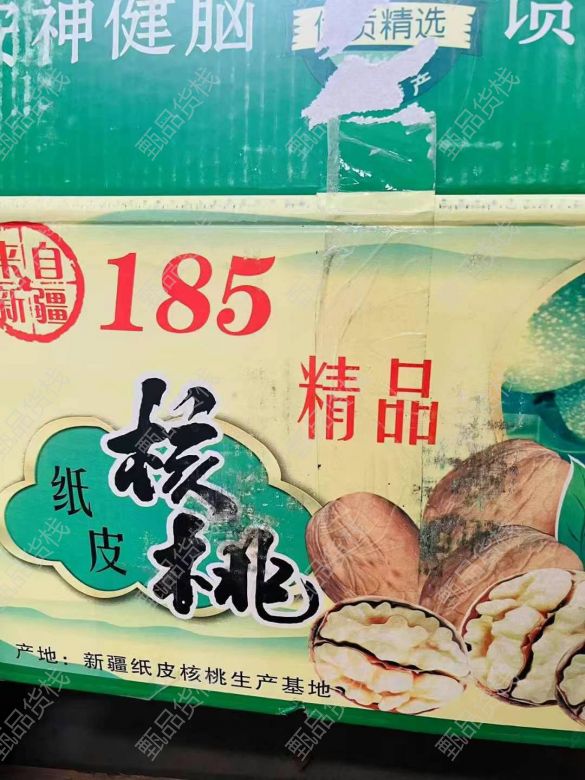 神健脑
优质精选
产
来自
新疆
185
精品
纸皮
核桃
产地：新疆纸皮核桃生产基地
甄品货栈